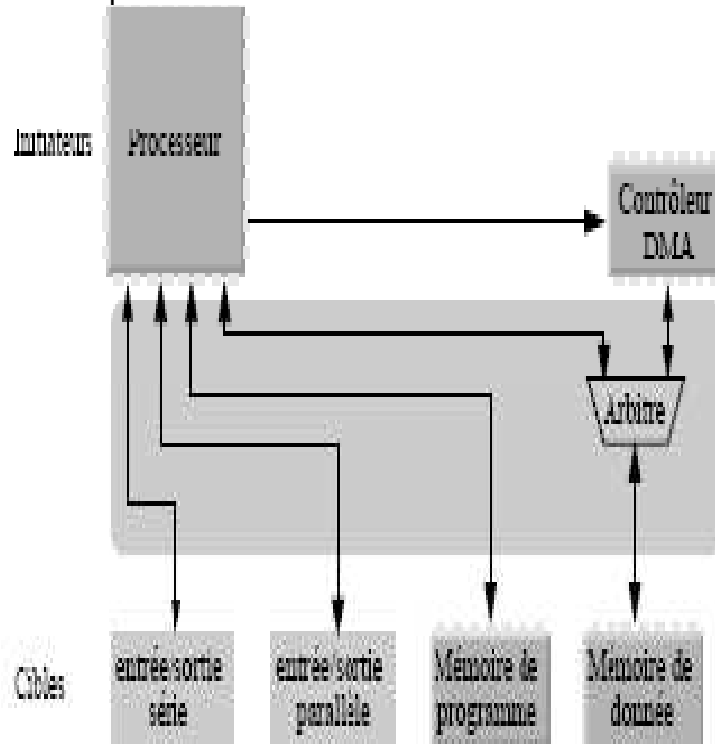 Initiateurs
Processeur
Contrôleur
DMA
Arbitre
Cibles
entrée/sortie
série
entrée/sortie
parallèle
Mémoire de
programme
Mémoire de
donnée